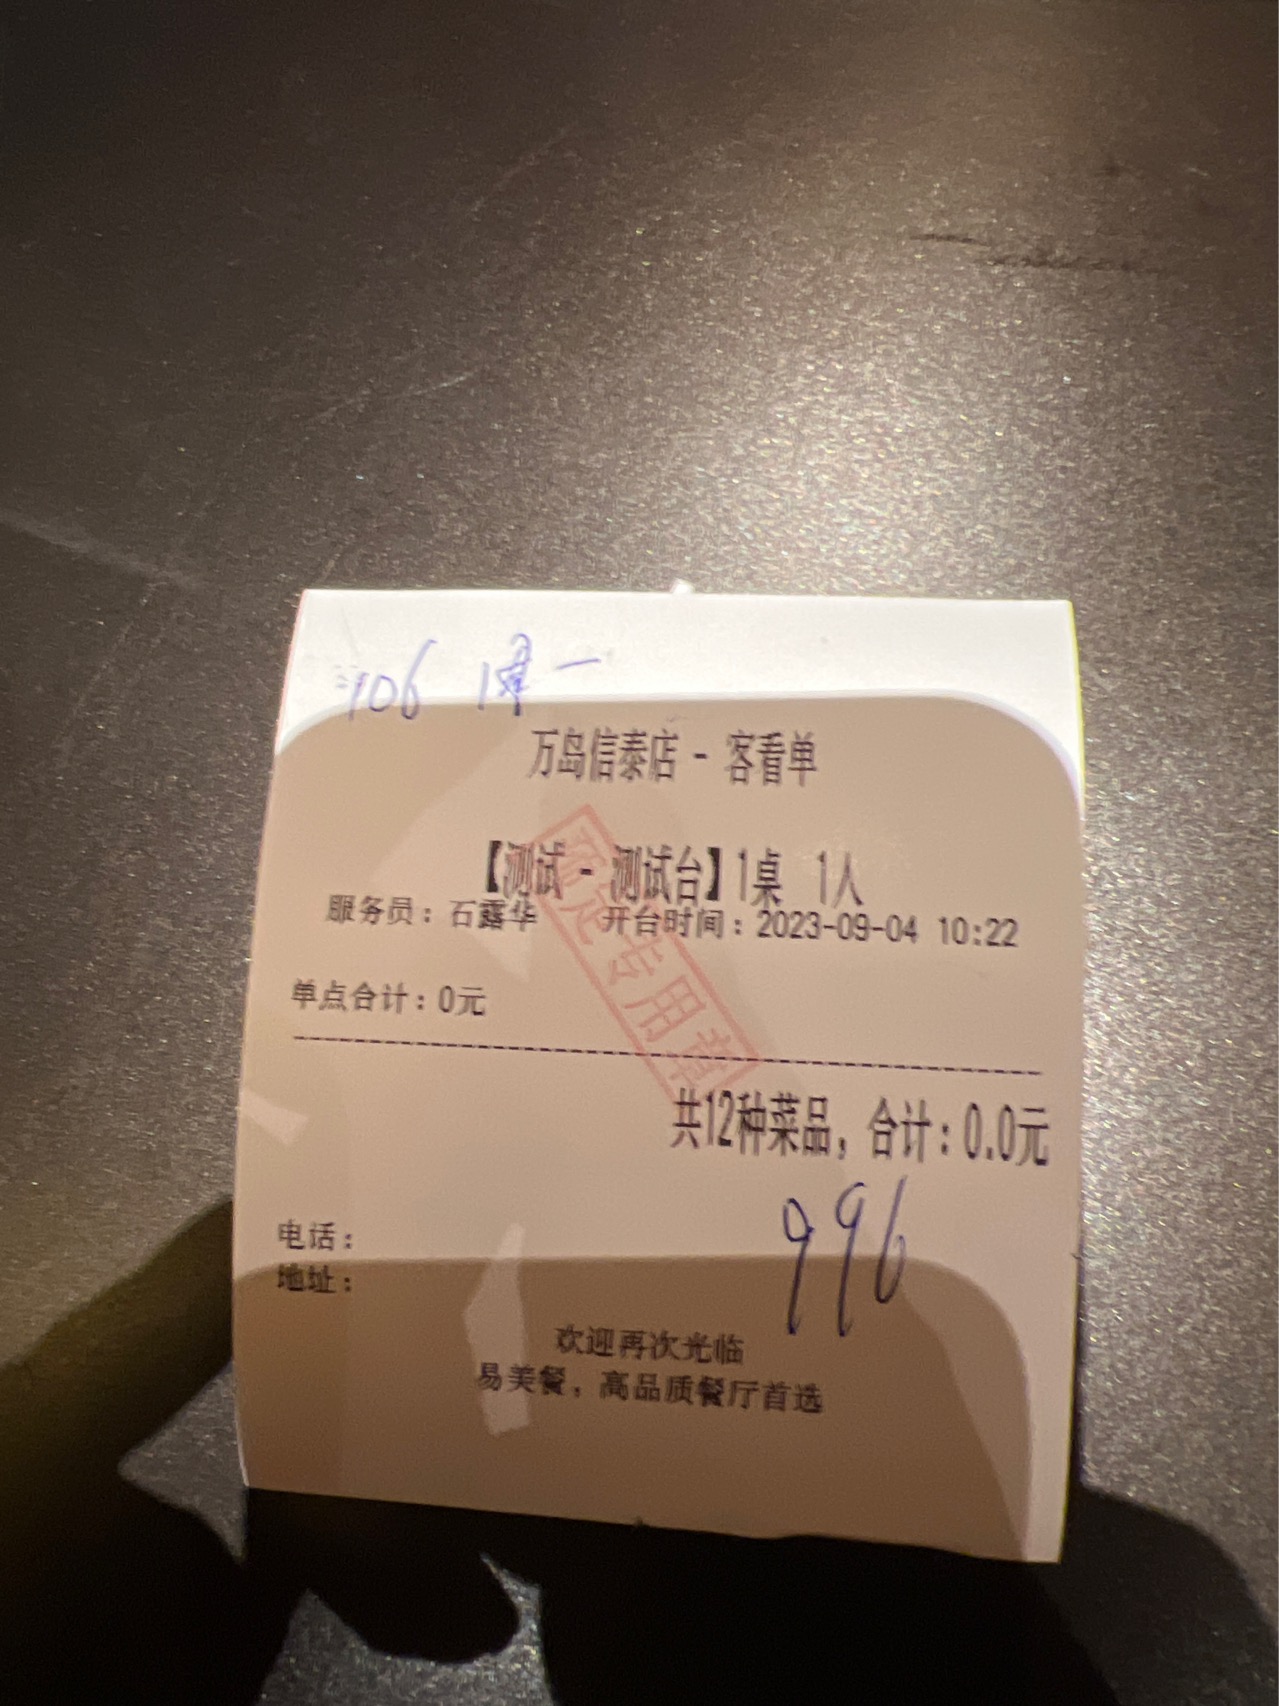 106
万岛信泰店 - 客看单
【测试 - 测试台】1桌 1人
服务员：石露华 开台时间：2023-09-04 10:22
专用章
单点合计：0元
共12种菜品，合计：0.0元
996
电话：
地址：
欢迎再次光临
易美餐，高品质餐厅首选